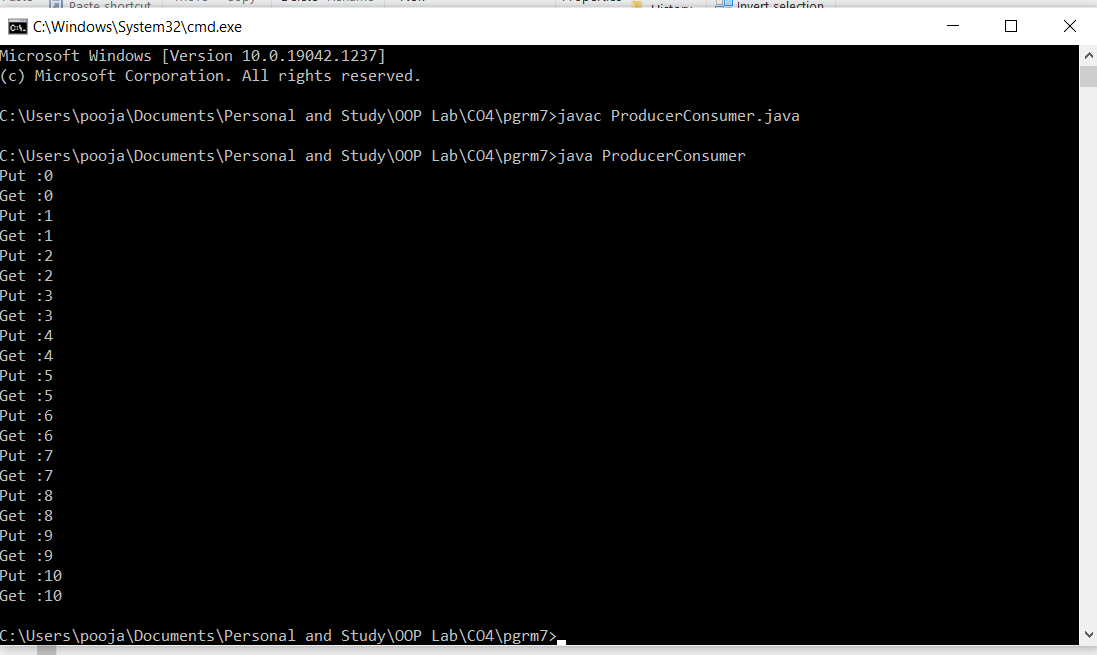 C:\Windows\System32\cmd.exe
Microsoft Windows [Version 10.0.19042.1237]
(c) Microsoft Corporation. All rights reserved.
C:\Users\pooja\Documents\Personal and Study\OOP Lab\CO4\pgrm7>javac ProducerConsumer.java
C:\Users\pooja\Documents\Personal and Study\OOP Lab\CO4\pgrm7>java ProducerConsumer
Put :0
Get :0
Put :1
Get :1
Put :2
Get :2
Put :3
Get :3
Put :4
Get :4
Put :5
Get :5
Put :6
Get :6
Put :7
Get :7
Put :8
Get :8
Put :9
Get :9
Put :10
Get :10
C:\Users\pooja\Documents\Personal and Study\OOP Lab\CO4\pgrm7>